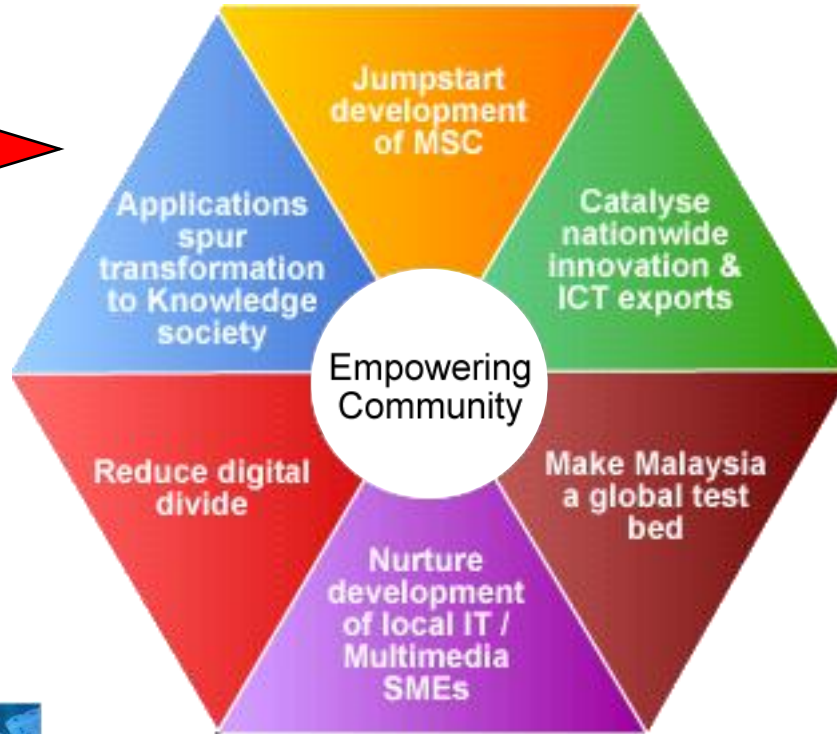 Jumpstart
development
of MSC
Catalyse
nationwide
innovation &
ICT exports
Make Malaysia
a global test
bed
Nurture
development
of local IT /
Multimedia
SMEs
Reduce digital
divide
Applications
spur
transformation
to Knowledge
society
Empowering
Community